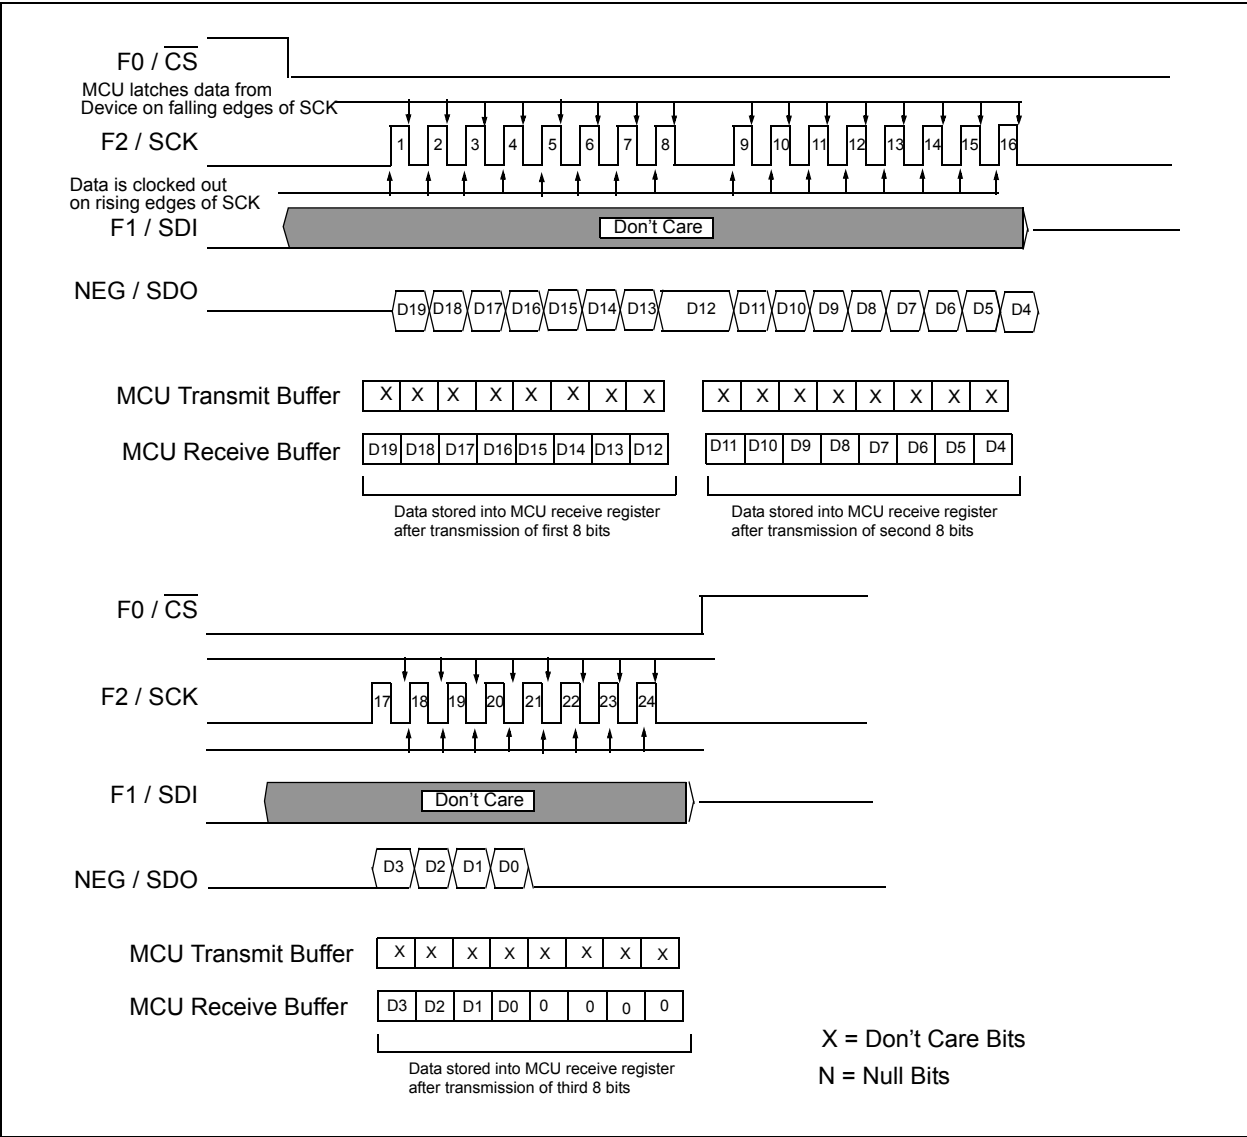 F0 / CS
MCU latches data from
Device on falling edges of SCK
F2 / SCK
1 2 3 4 5 6 7 8 9 10 11 12 13 14 15 16
Data is clocked out
on rising edges of SCK
F1 / SDI
Don't Care
NEG / SDO
D19 D18 D17 D16 D15 D14 D13 D12 D11 D10 D9 D8 D7 D6 D5 D4
MCU Transmit Buffer
X X X X X X X X X X X X X X X X
MCU Receive Buffer
D19 D18 D17 D16 D15 D14 D13 D12 D11 D10 D9 D8 D7 D6 D5 D4
Data stored into MCU receive register
after transmission of first 8 bits
Data stored into MCU receive register
after transmission of second 8 bits
F0 / CS
F2 / SCK
17 18 19 20 21 22 23 24
F1 / SDI
Don't Care
NEG / SDO
D3 D2 D1 D0
MCU Transmit Buffer
X X X X X X X X
MCU Receive Buffer
D3 D2 D1 D0 0 0 0 0
Data stored into MCU receive register
after transmission of third 8 bits
X = Don't Care Bits
N = Null Bits